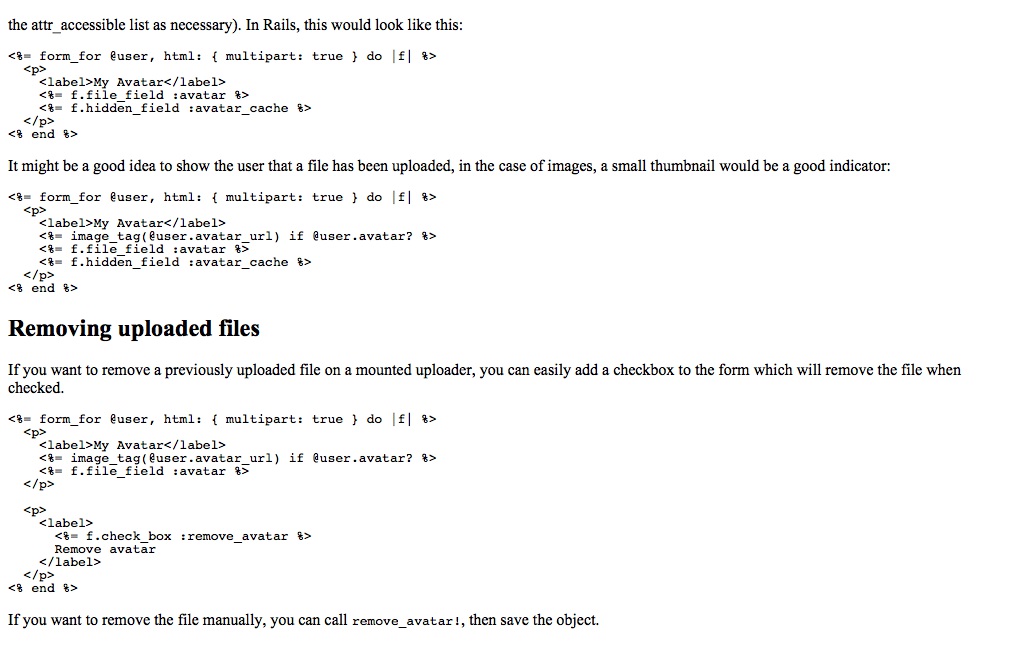 the attr_accessible list as necessary). In Rails, this would look like this:
<%= form_for @user, html: { multipart: true } do |f| %>
  <p>
    <label>My Avatar</label>
    <%= f.file_field :avatar %>
    <%= f.hidden_field :avatar_cache %>
  </p>
<% end %>
It might be a good idea to show the user that a file has been uploaded, in the case of images, a small thumbnail would be a good indicator:
<%= form_for @user, html: { multipart: true } do |f| %>
  <p>
    <label>My Avatar</label>
    <%= image_tag(@user.avatar_url) if @user.avatar? %>
    <%= f.file_field :avatar %>
    <%= f.hidden_field :avatar_cache %>
  </p>
<% end %>
Removing uploaded files
If you want to remove a previously uploaded file on a mounted uploader, you can easily add a checkbox to the form which will remove the file when
checked.
<%= form_for @user, html: { multipart: true } do |f| %>
  <p>
    <label>My Avatar</label>
    <%= image_tag(@user.avatar_url) if @user.avatar? %>
    <%= f.file_field :avatar %>
  </p>
  <p>
    <label>
      <%= f.check_box :remove_avatar %>
      Remove avatar
    </label>
  </p>
<% end %>
If you want to remove the file manually, you can call remove_avatar!, then save the object.